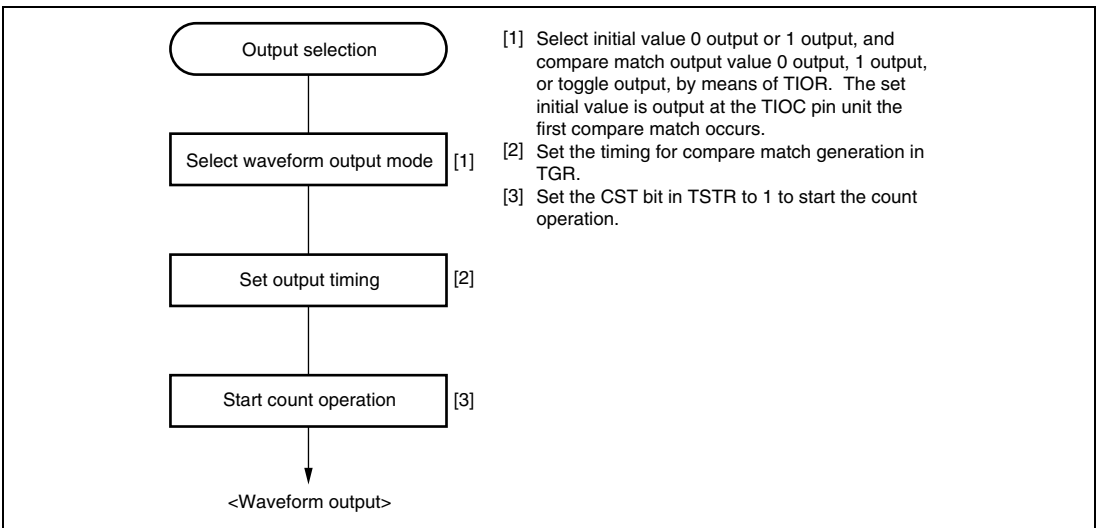 Output selection
Select waveform output mode
[1]
Set output timing
[2]
Start count operation
[3]
<Waveform output>
[1] Select initial value 0 output or 1 output, and
compare match output value 0 output, 1 output,
or toggle output, by means of TIOR. The set
initial value is output at the TIOC pin unit the
first compare match occurs.
[2] Set the timing for compare match generation in
TGR.
[3] Set the CST bit in TSTR to 1 to start the count
operation.